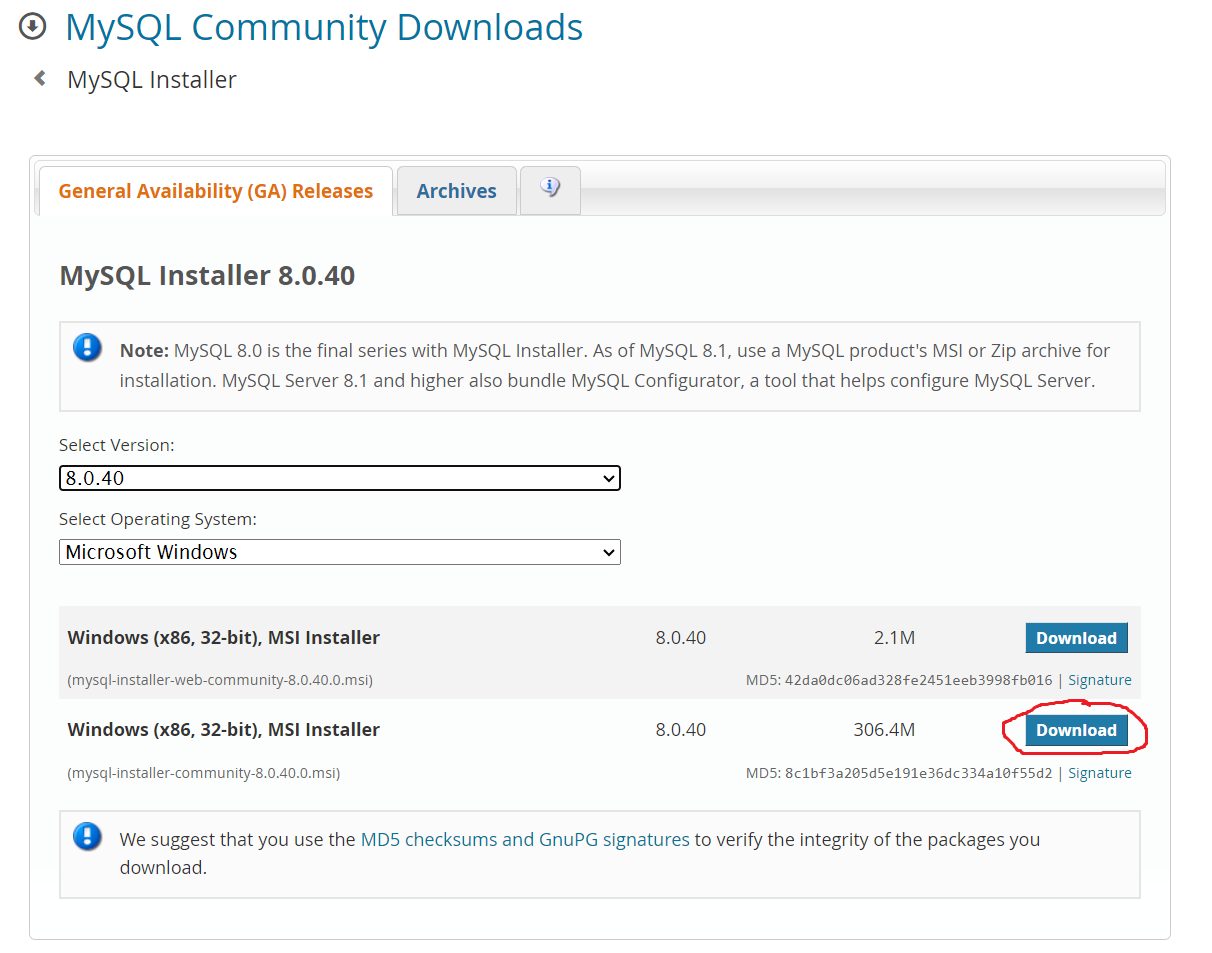 MySQL Community Downloads
MySQL Installer
General Availability (GA) Releases
Archives
MySQL Installer 8.0.40
Note: MySQL 8.0 is the final series with MySQL Installer. As of MySQL 8.1, use a MySQL product's MSI or Zip archive for
installation. MySQL Server 8.1 and higher also bundle MySQL Configurator, a tool that helps configure MySQL Server.
Select Version:
8.0.40
Select Operating System:
Microsoft Windows
Windows (x86, 32-bit), MSI Installer 8.0.40 2.1M Download
(mysql-installer-web-community-8.0.40.0.msi) MD5: 42da0dc06ad328fe2451eeb3998fb016 | Signature
Windows (x86, 32-bit), MSI Installer 8.0.40 306.4M Download
(mysql-installer-community-8.0.40.0.msi) MD5: 8c1bf3a205d5e191e36dc334a10f55d2 | Signature
We suggest that you use the MD5 checksums and GnuPG signatures to verify the integrity of the packages you
download.